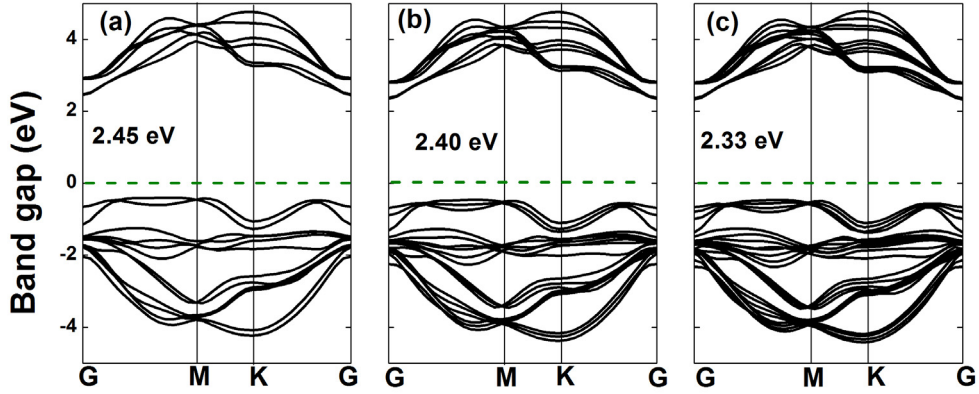 Band gap (eV)
4
2
0
-2
-4
(a)
2.45 eV
G M K G
(b)
2.40 eV
G M K G
(c)
2.33 eV
G M K G